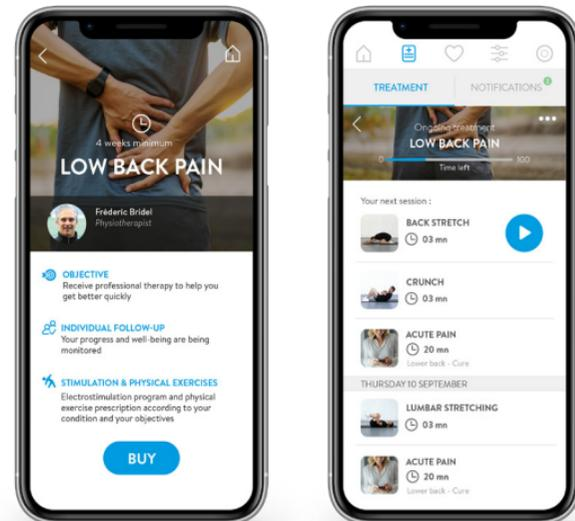 4 weeks minimum
LOW BACK PAIN
Fréderic Bridel
Physiotherapist
OBJECTIVE
Receive professional therapy to help you
get better quickly
INDIVIDUAL FOLLOW-UP
Your progress and well-being are being
monitored
STIMULATION & PHYSICAL EXERCISES
Electrostimulation program and physical
exercise prescription according to your
condition and your objectives
BUY
TREATMENT
NOTIFICATIONS
Ongoing treatment
LOW BACK PAIN
0
100
Time left
Your next session :
BACK STRETCH
03 mn
CRUNCH
03 mn
ACUTE PAIN
20 mn
Lower back - Cure
THURSDAY 10 SEPTEMBER
LUMBAR STRETCHING
03 mn
ACUTE PAIN
20 mn
Lower back - Cure